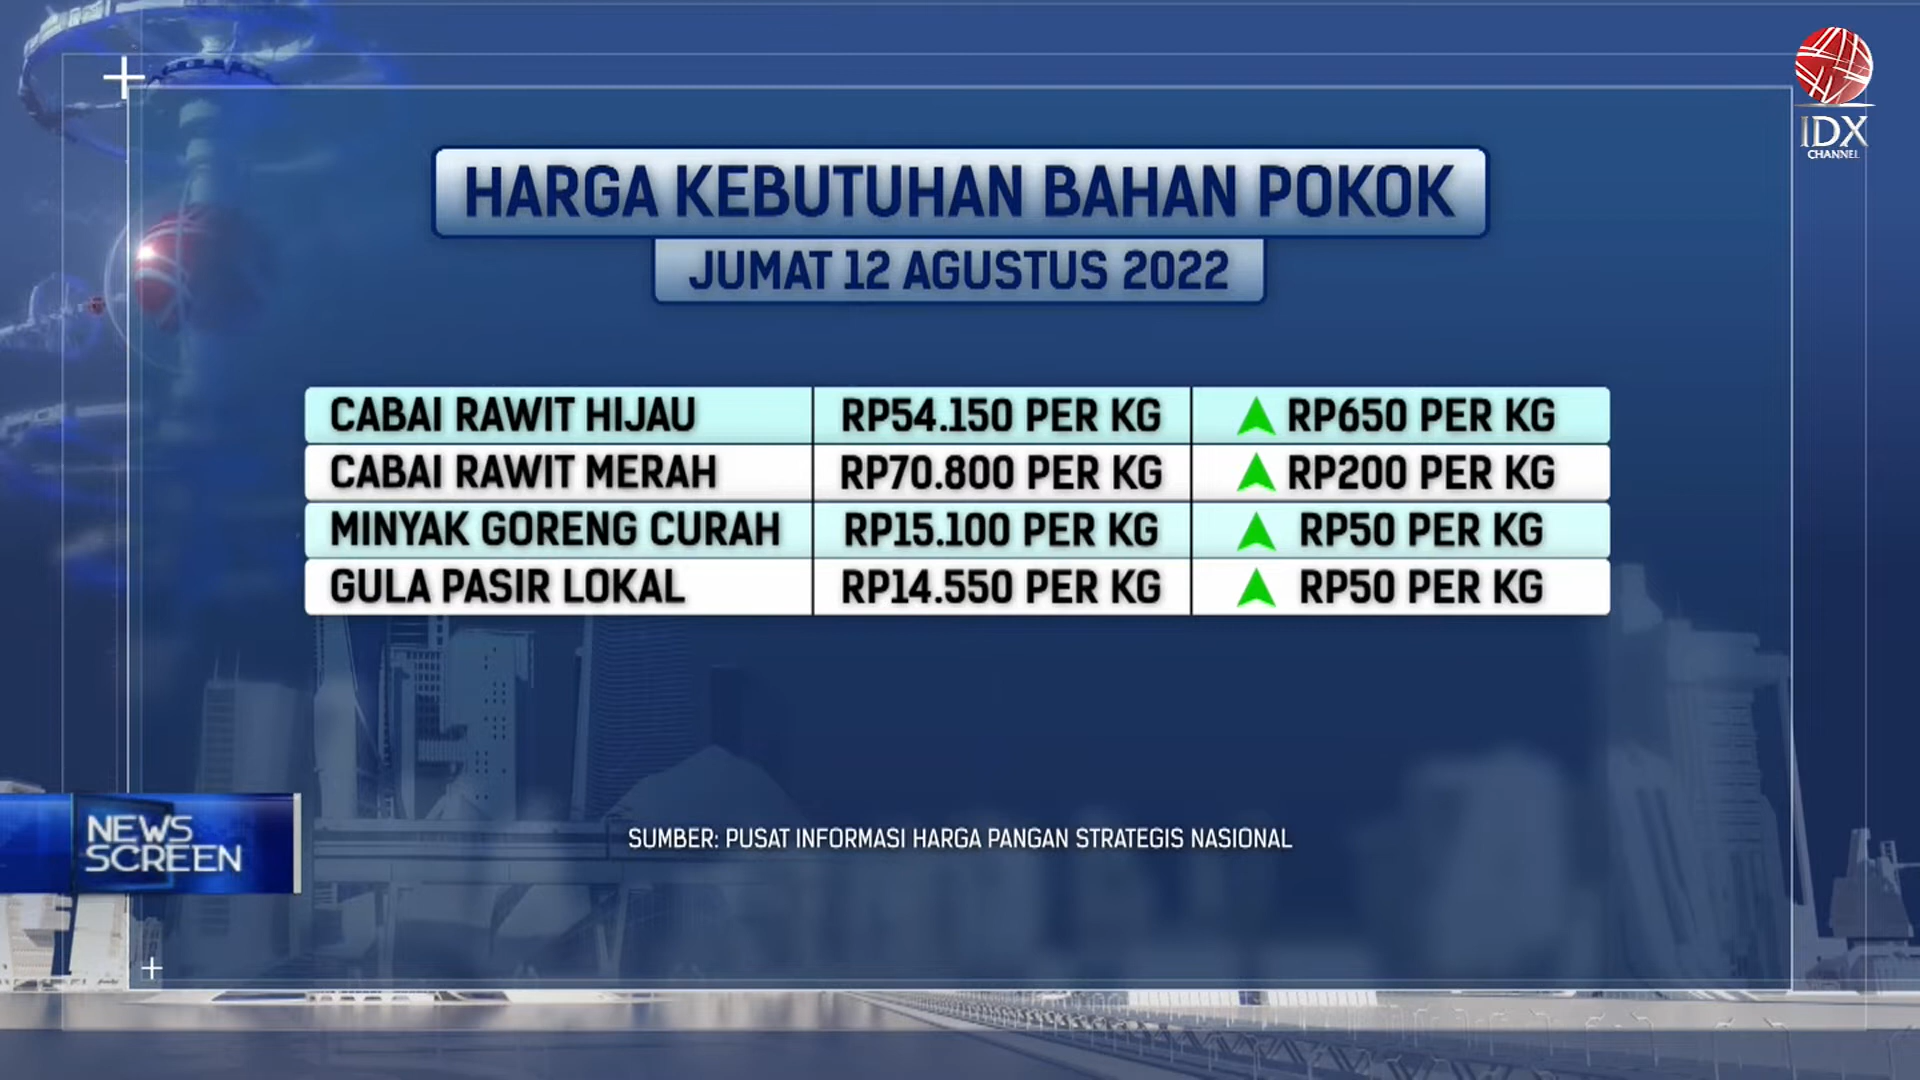 IDX
CHANNEL
HARGA KEBUTUHAN BAHAN POKOK
JUMAT 12 AGUSTUS 2022
CABAI RAWIT HIJAU RP54.150 PER KG RP650 PER KG
CABAI RAWIT MERAH RP70.800 PER KG RP200 PER KG
MINYAK GORENG CURAH RP15.100 PER KG RP50 PER KG
GULA PASIR LOKAL RP14.550 PER KG RP50 PER KG
SUMBER: PUSAT INFORMASI HARGA PANGAN STRATEGIS NASIONAL
NEWS
SCREEN